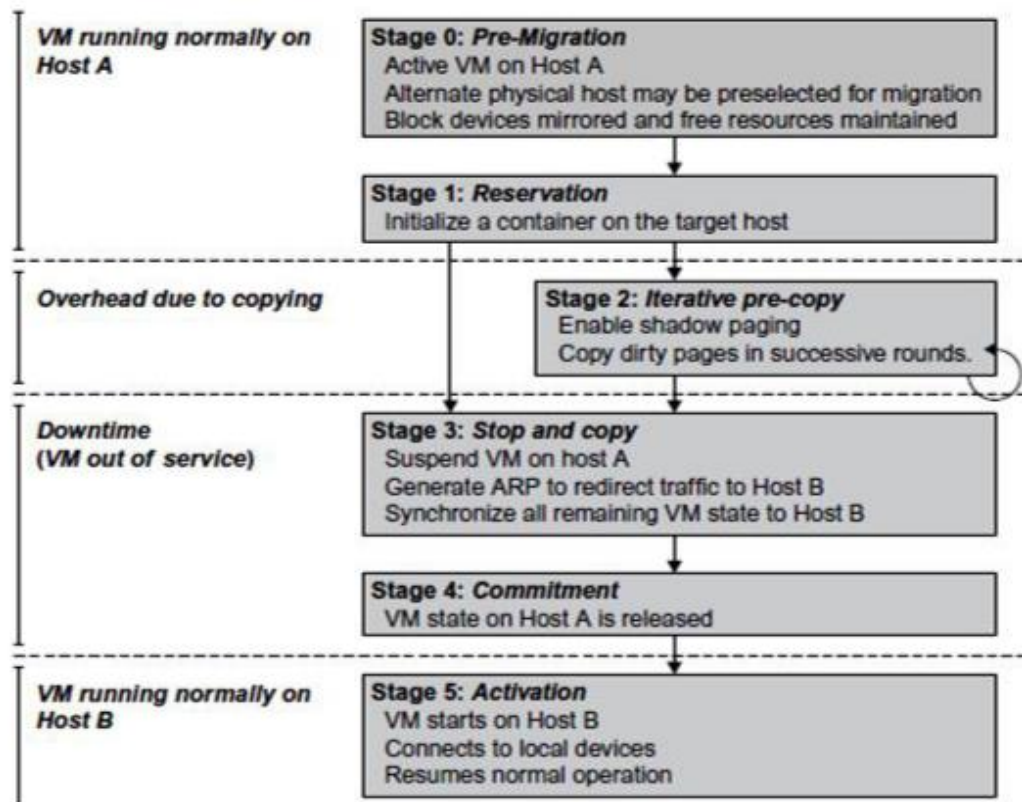 VM running normally on
Host A
Stage 0: Pre-Migration
Active VM on Host A
Alternate physical host may be preselected for migration
Block devices mirrored and free resources maintained
Stage 1: Reservation
Initialize a container on the target host
Overhead due to copying
Stage 2: Iterative pre-copy
Enable shadow paging
Copy dirty pages in successive rounds.
Downtime
(VM out of service)
Stage 3: Stop and copy
Suspend VM on host A
Generate ARP to redirect traffic to Host B
Synchronize all remaining VM state to Host B
Stage 4: Commitment
VM state on Host A is released
VM running normally on
Host B
Stage 5: Activation
VM starts on Host B
Connects to local devices
Resumes normal operation